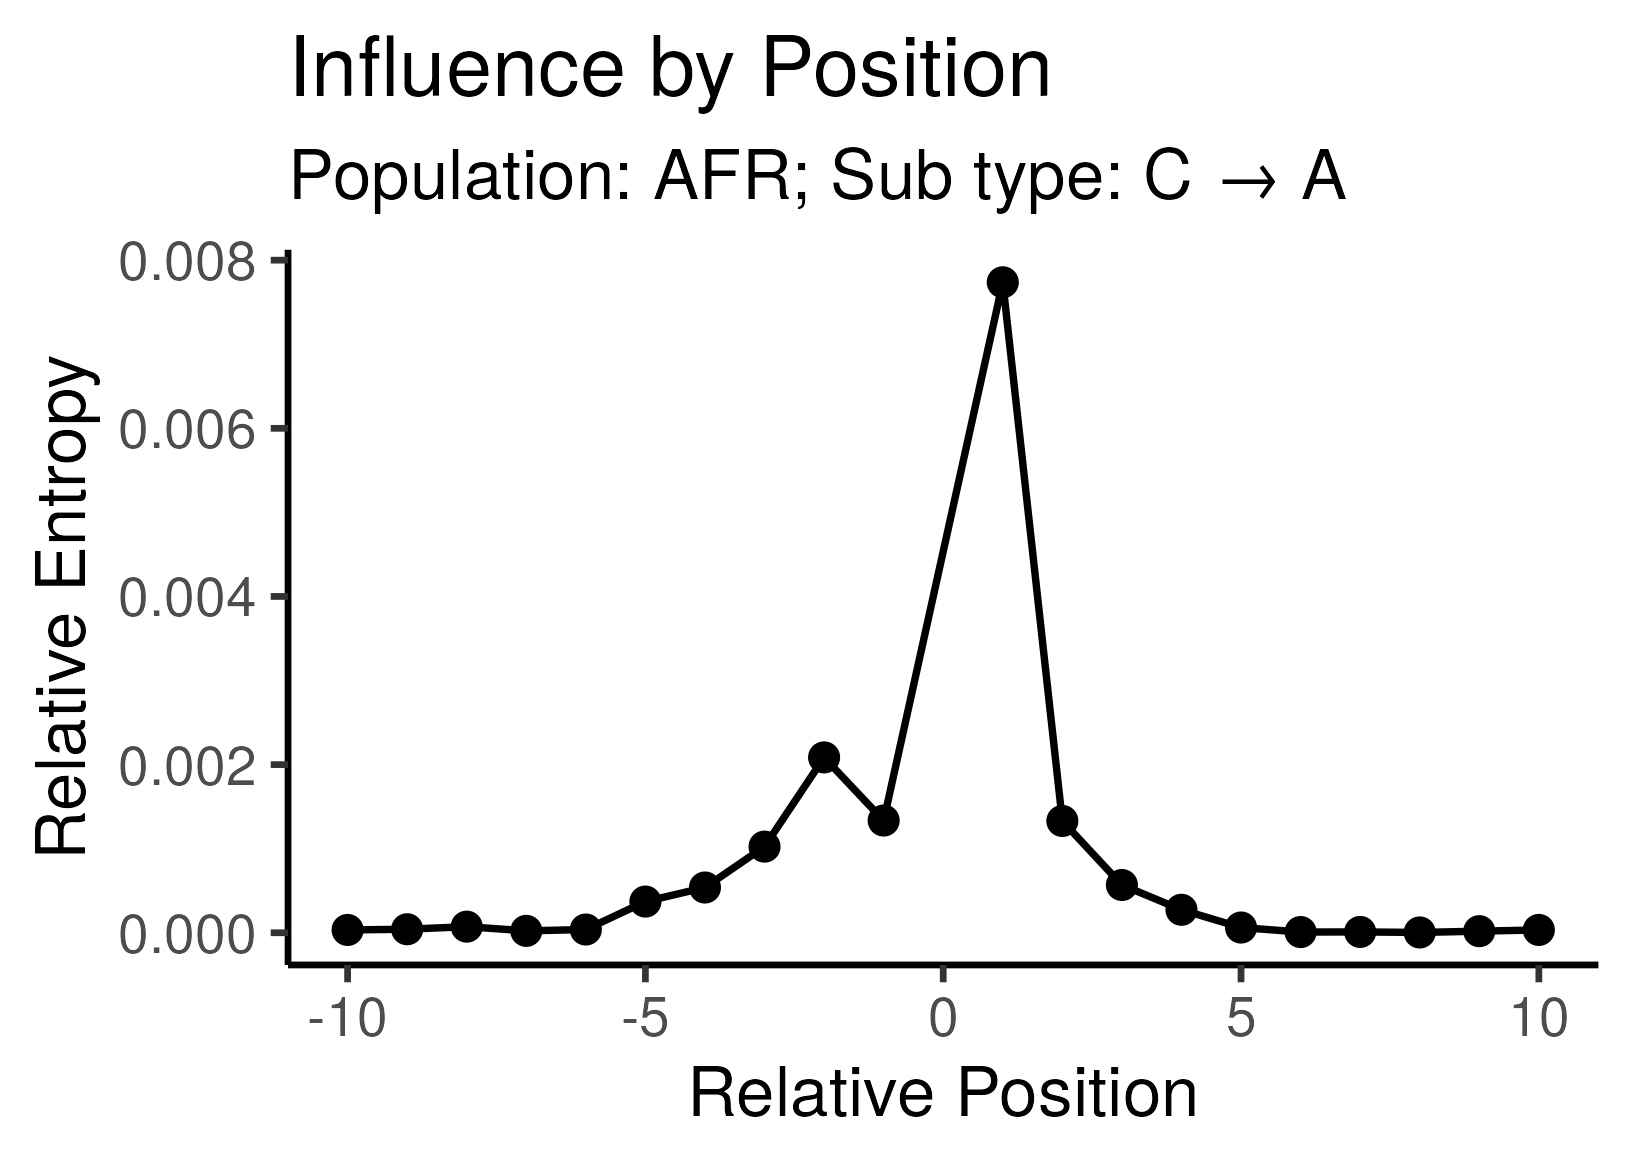 Influence by Position
Population: AFR; Sub type: C → A
0.008
0.006
0.004
0.002
0.000
Relative Entropy
-10 -5 0 5 10
Relative Position